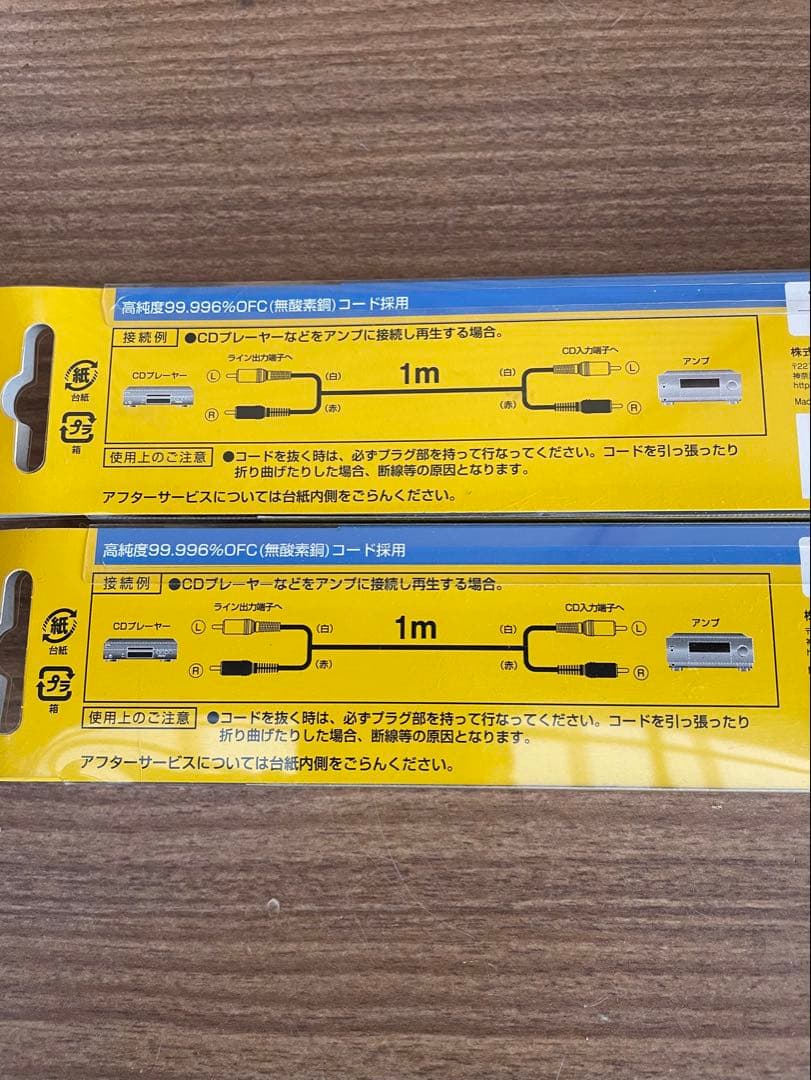 高純度99.996%OFC(無酸素銅)コード採用
接続例 ●CDプレーヤーなどをアンプに接続し再生する場合。
ライン出力端子へ CD入力端子へ
CDプレーヤー L (白) 1m (白) L アンプ
R (赤) (赤) R
紙
台紙
プラ
箱
使用上のご注意 ●コードを抜く時は、必ずプラグ部を持って行なってください。コードを引っ張ったり
折り曲げたりした場合、断線等の原因となります。
アフターサービスについては台紙内側をごらんください。
株式
〒22
神奈
http
Mad
高純度99.996%OFC(無酸素銅)コード採用
接続例 ●CDプレーヤーなどをアンプに接続し再生する場合。
ライン出力端子へ CD入力端子へ
CDプレーヤー L (白) 1m (白) L アンプ
R (赤) (赤) R
紙
台紙
プラ
箱
使用上のご注意 ●コードを抜く時は、必ずプラグ部を持って行なってください。コードを引っ張ったり
折り曲げたりした場合、断線等の原因となります。
アフターサービスについては台紙内側をごらんください。